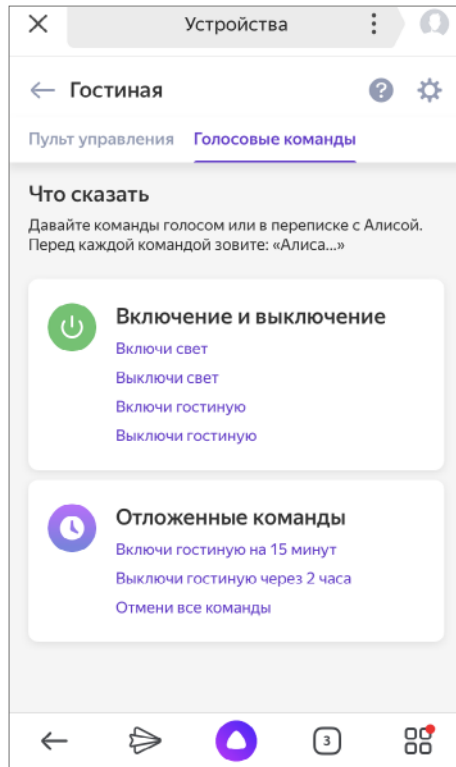 Устройства
Гостиная
Пульт управления Голосовые команды
Что сказать
Давайте команды голосом или в переписке с Алисой.
Перед каждой командой зовите: «Алиса...»
Включение и выключение
Включи свет
Выключи свет
Включи гостиную
Выключи гостиную
Отложенные команды
Включи гостиную на 15 минут
Выключи гостиную через 2 часа
Отмени все команды
3